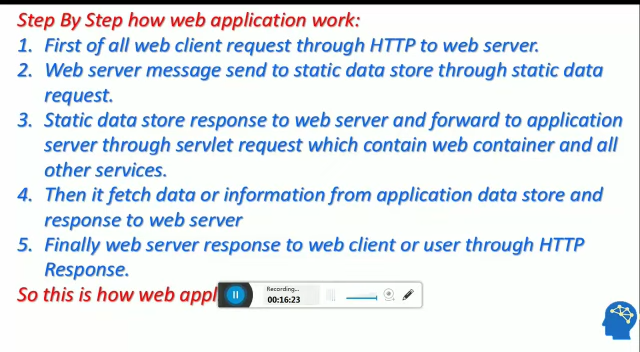 Step By Step how web application work:
1. First of all web client request through HTTP to web server.
2. Web server message send to static data store through static data
request.
3. Static data store response to web server and forward to application
server through servlet request which contain web container and all
other services.
4. Then it fetch data or information from application data store and
response to web server
5. Finally web server response to web client or user through HTTP
Response.
So this is how web appl
Recording...
00:16:23